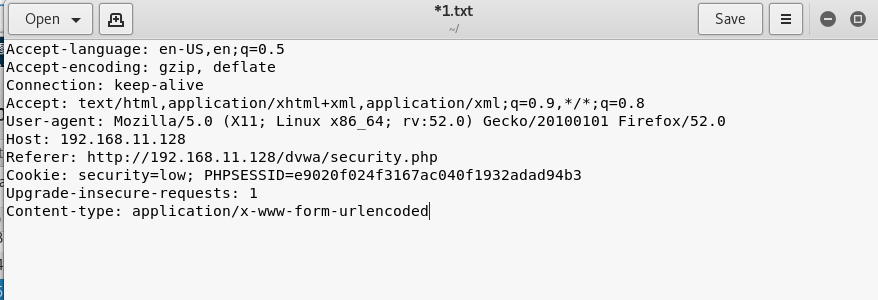 Open
*1.txt
~/
Save
Accept-language: en-US,en;q=0.5
Accept-encoding: gzip, deflate
Connection: keep-alive
Accept: text/html,application/xhtml+xml,application/xml;q=0.9,*/*;q=0.8
User-agent: Mozilla/5.0 (X11; Linux x86_64; rv:52.0) Gecko/20100101 Firefox/52.0
Host: 192.168.11.128
Referer: http://192.168.11.128/dvwa/security.php
Cookie: security=low; PHPSESSID=e9020f024f3167ac040f1932adad94b3
Upgrade-insecure-requests: 1
Content-type: application/x-www-form-urlencoded